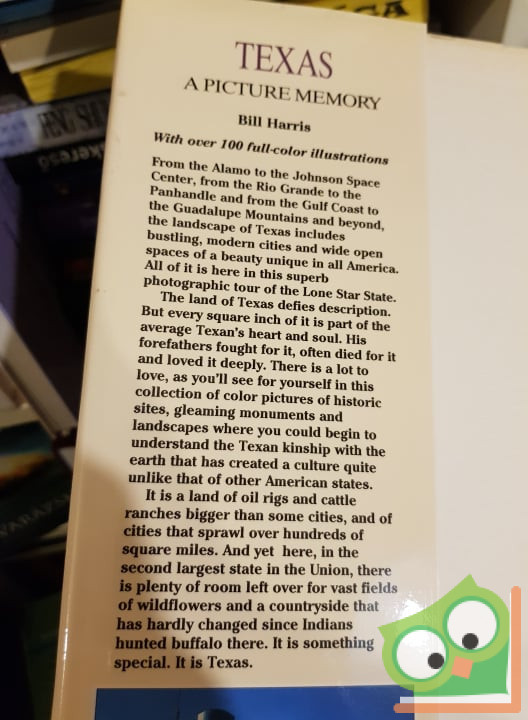 TEXAS
A PICTURE MEMORY
Bill Harris
With over 100 full-color illustrations
From the Alamo to the Johnson Space
Center, from the Rio Grande to the
Panhandle and from the Gulf Coast to
the Guadalupe Mountains and beyond,
the landscape of Texas includes
bustling, modern cities and wide open
spaces of a beauty unique in all America.
All of it is here in this superb
photographic tour of the Lone Star State.
The land of Texas defies description.
But every square inch of it is part of the
average Texan's heart and soul. His
forefathers fought for it, often died for it
and loved it deeply. There is a lot to
love, as you'll see for yourself in this
collection of color pictures of historic
sites, gleaming monuments and
landscapes where you could begin to
understand the Texan kinship with the
earth that has created a culture quite
unlike that of other American states.
It is a land of oil rigs and cattle
ranches bigger than some cities, and of
cities that sprawl over hundreds of
square miles. And yet here, in the
second largest state in the Union, there
is plenty of room left over for vast fields
of wildflowers and a countryside that
has hardly changed since Indians
hunted buffalo there. It is something
special. It is Texas.